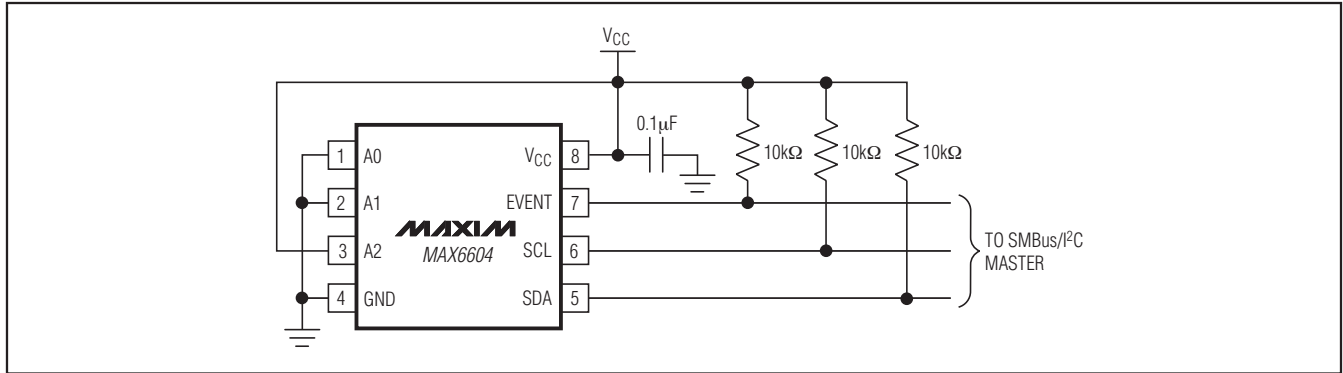 VCC
0.1μF
10kΩ 10kΩ 10kΩ
1 A0 VCC 8
2 A1 EVENT 7
MAXIM
3 A2 MAX6604 SCL 6
4 GND SDA 5
TO SMBus/I²C
MASTER